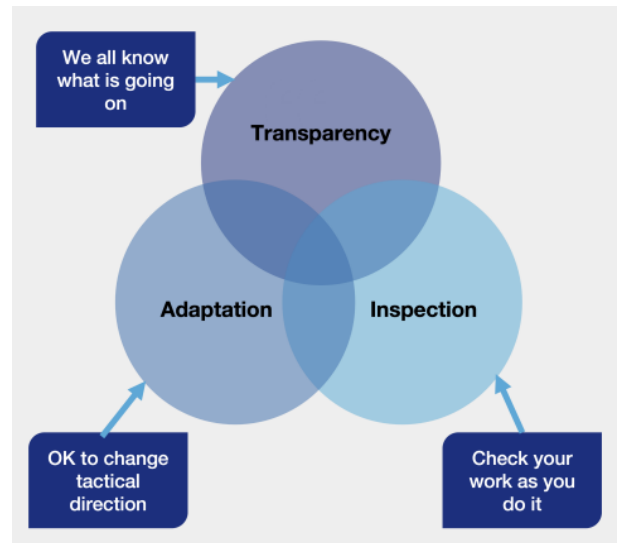 We all know
what is going
on
Transparency
Adaptation
Inspection
OK to change
tactical
direction
Check your
work as you
do it